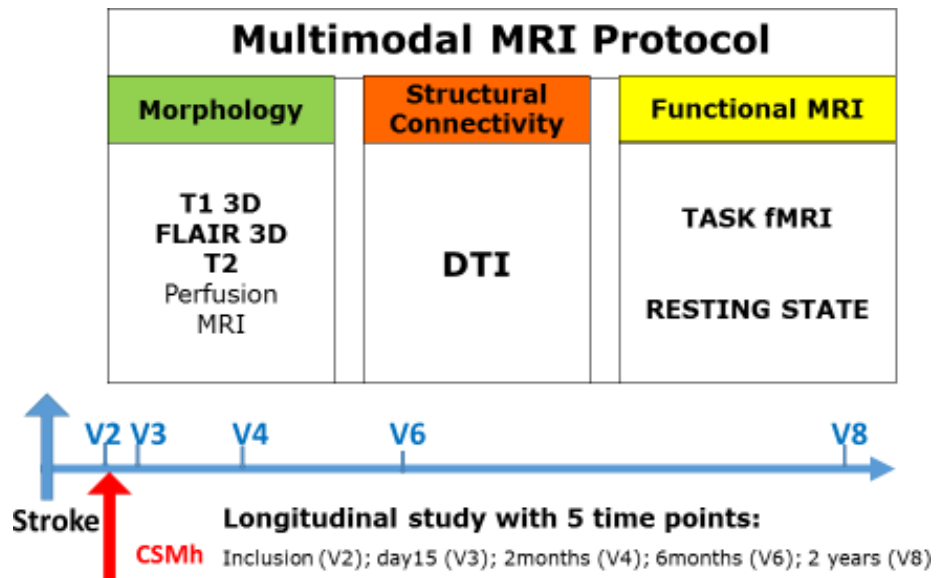 Multimodal MRI Protocol
Morphology
Structural
Connectivity
Functional MRI
T1 3D
FLAIR 3D
T2
Perfusion
MRI
DTI
TASK fMRI
RESTING STATE
V2 V3 V4 V6 V8
Stroke
CSMh
Longitudinal study with 5 time points:
Inclusion (V2); day15 (V3); 2months (V4); 6months (V6); 2 years (V8)